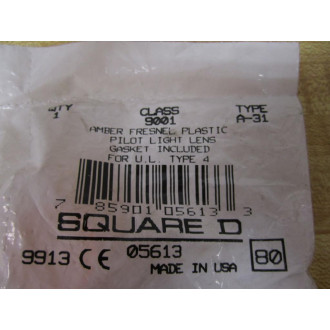 QTY CLASS TYPE
1 9001 A-31
AMBER FRESNEL PLASTIC
PILOT LIGHT LENS
GASKET INCLUDED
FOR U.L. TYPE 4
7 85901 05613 3
SQUARE D
9913 CE 05613 80
MADE IN USA